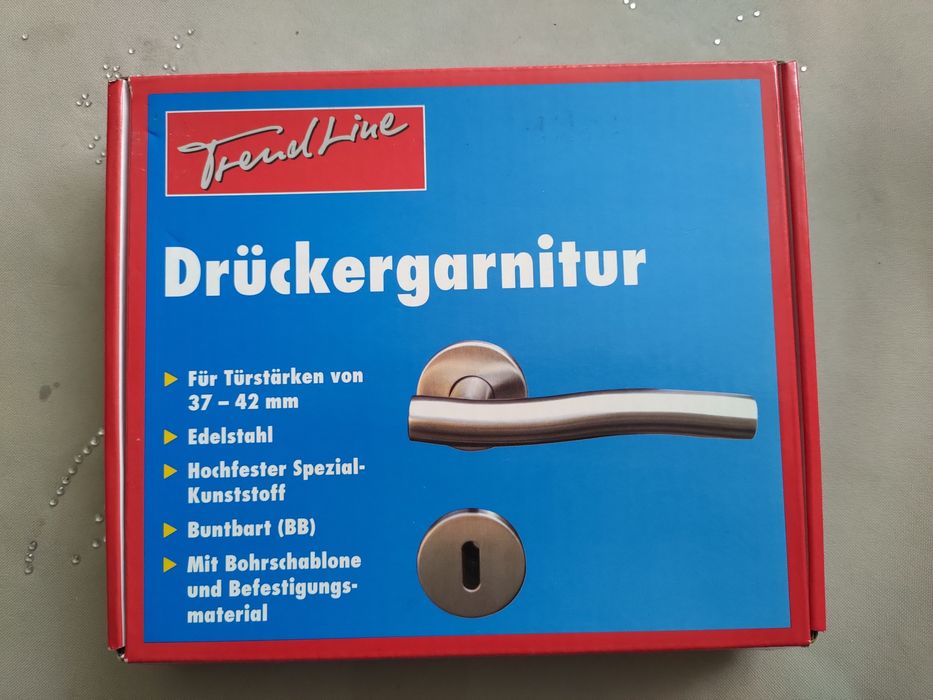 TrendLine
Drückergarnitur
Für Türstärken von
37 – 42 mm
Edelstahl
Hochfester Spezial-
Kunststoff
Buntbart (BB)
Mit Bohrschablone
und Befestigungs-
material